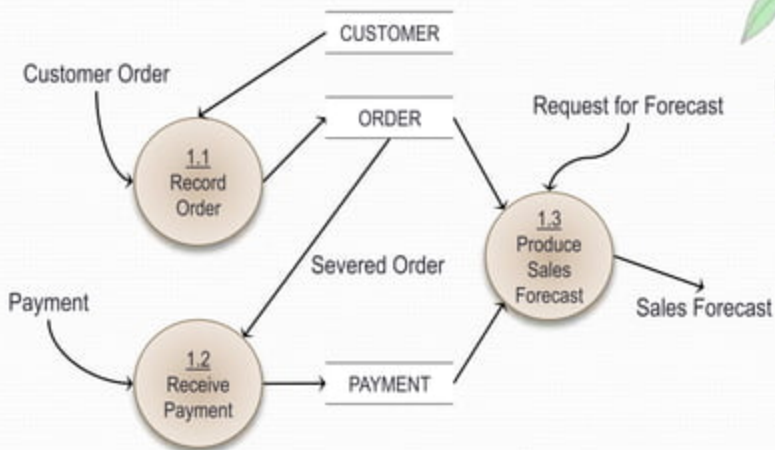 CUSTOMER
Customer Order
ORDER
Request for Forecast
1.1
Record
Order
1.3
Produce
Sales
Forecast
Severed Order
Payment
Sales Forecast
1.2
Receive
Payment
PAYMENT